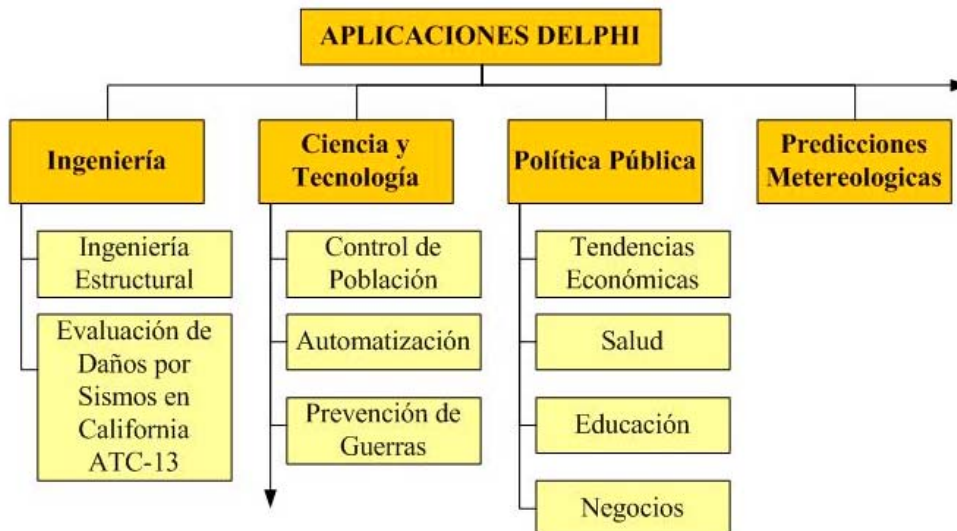 APLICACIONES DELPHI
Ingeniería
Ingeniería
Estructural
Evaluación de
Daños por
Sismos en
California
ATC-13
Ciencia y
Tecnología
Control de
Población
Automatización
Prevención de
Guerras
Política Pública
Tendencias
Económicas
Salud
Educación
Negocios
Predicciones
Metereologicas